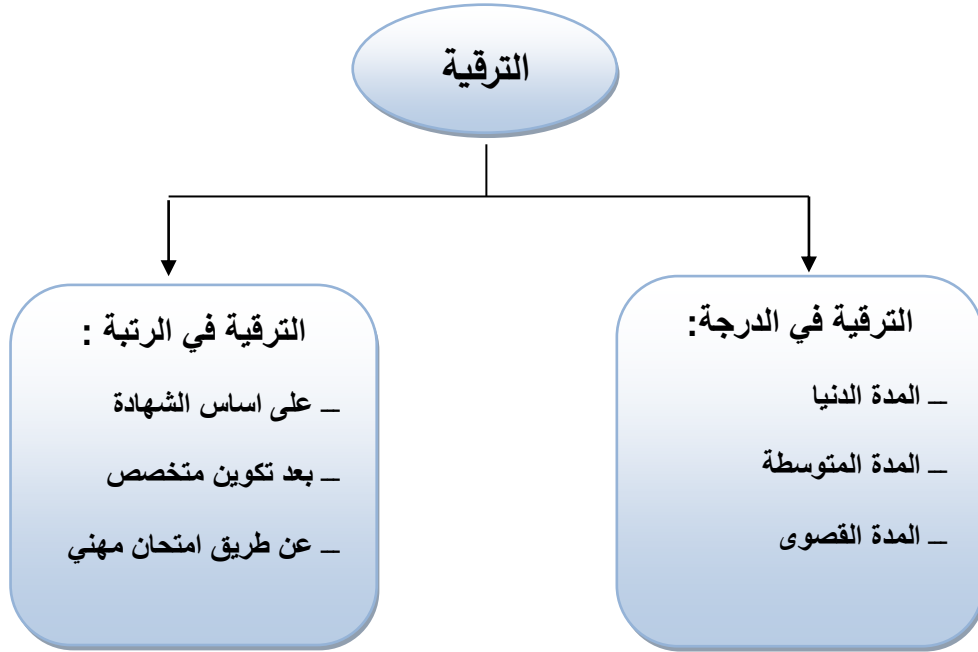 الترقية
الترقية في الدرجة:
ـ المدة الدنيا
ـ المدة المتوسطة
ـ المدة القصوى
الترقية في الرتبة :
ـ على اساس الشهادة
ـ بعد تكوين متخصص
ـ عن طريق امتحان مهني